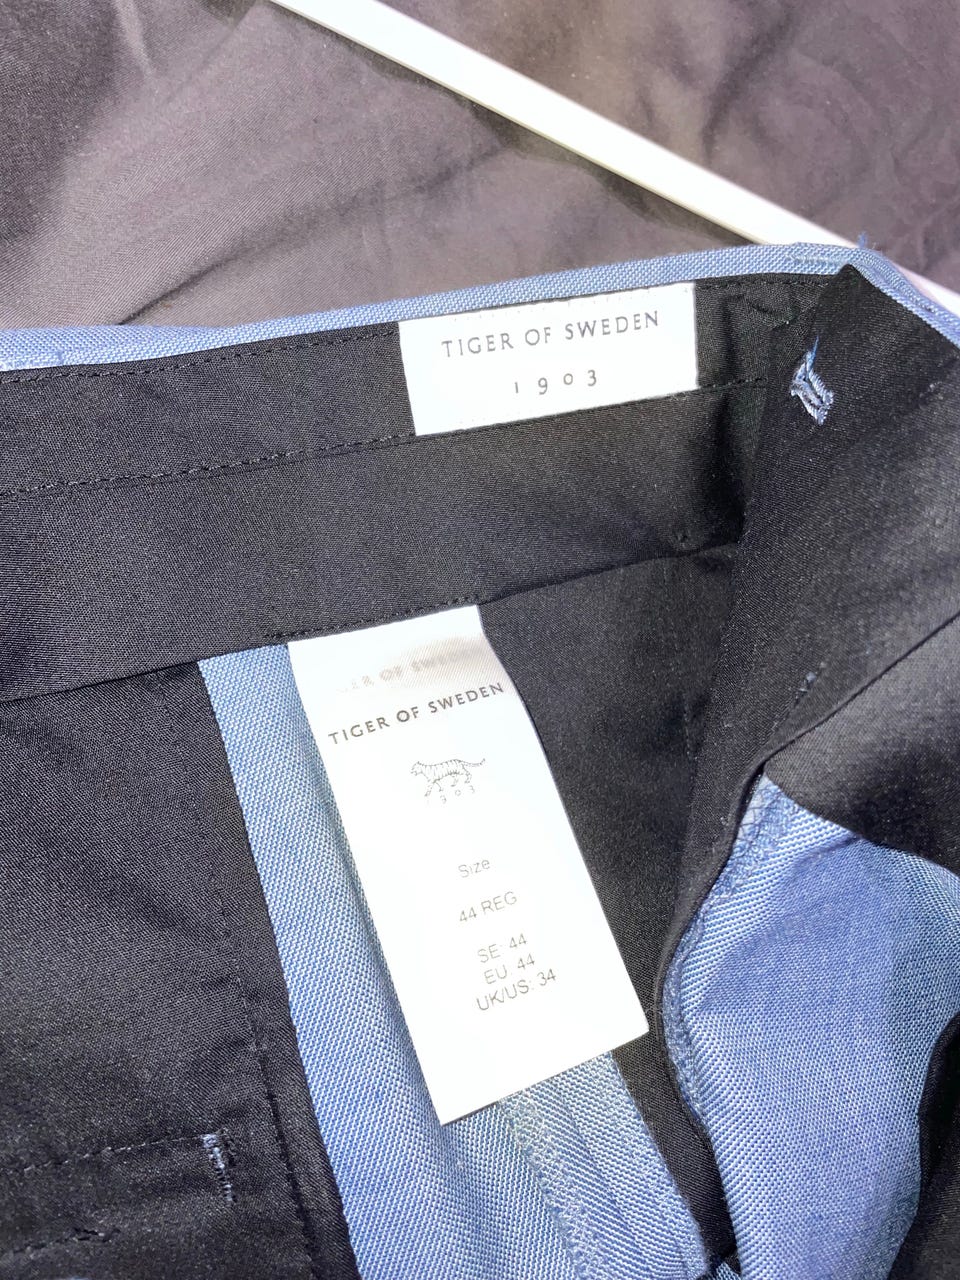 TIGER OF SWEDEN
1903
TIGER OF SWEDEN
1903
Size
44 REG
SE: 44
EU: 44
UK/US: 34